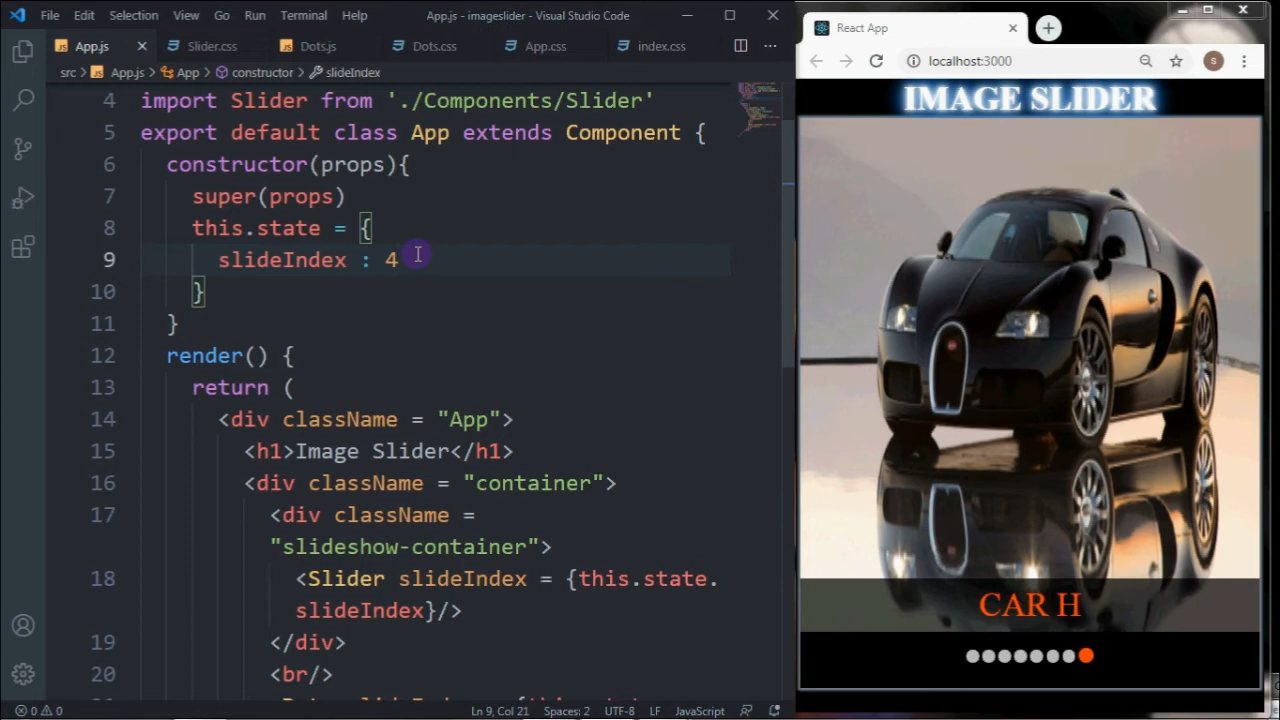 File Edit Selection View Go Run Terminal Help App.js - imageslider - Visual Studio Code
App.js Slider.css Dots.js Dots.css App.css index.css
src > App.js > App > constructor > slideIndex
4 import Slider from './Components/Slider'
5 export default class App extends Component {
6 constructor(props){
7 super(props)
8 this.state = {
9 slideIndex : 4
10 }
11 }
12 render() {
13 return (
14 <div className = "App">
15 <h1>Image Slider</h1>
16 <div className = "container">
17 <div className =
"slideshow-container">
18 <Slider slideIndex = {this.state.
slideIndex}/>
19 </div>
20 <br/>
0 0 Ln 9, Col 21 Spaces: 2 UTF-8 LF JavaScript
React App
localhost:3000
S
IMAGE SLIDER
CAR H